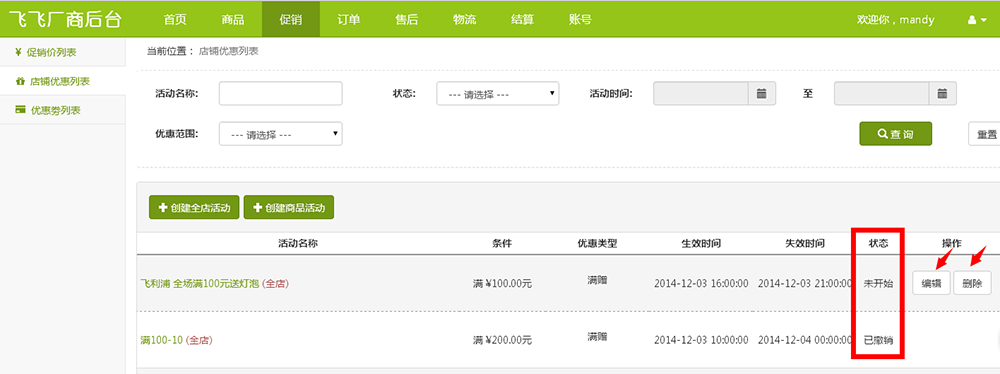 飞飞厂商后台 首页 商品 促销 订单 售后 物流 结算 账号 欢迎你，mandy
¥ 促销价列表
店铺优惠列表
优惠劵列表
当前位置： 店铺优惠列表
活动名称: 状态: --- 请选择 --- 活动时间: 至
优惠范围: --- 请选择 --- 查 询 重置
创建全店活动 创建商品活动
活动名称 条件 优惠类型 生效时间 失效时间 状态 操作
飞利浦 全场满100元送灯泡 (全店) 满 ¥100.00元 满赠 2014-12-03 16:00:00 2014-12-03 21:00:00 未开始 编辑 删除
满100-10 (全店) 满 ¥200.00元 满赠 2014-12-03 10:00:00 2014-12-04 00:00:00 已撤销